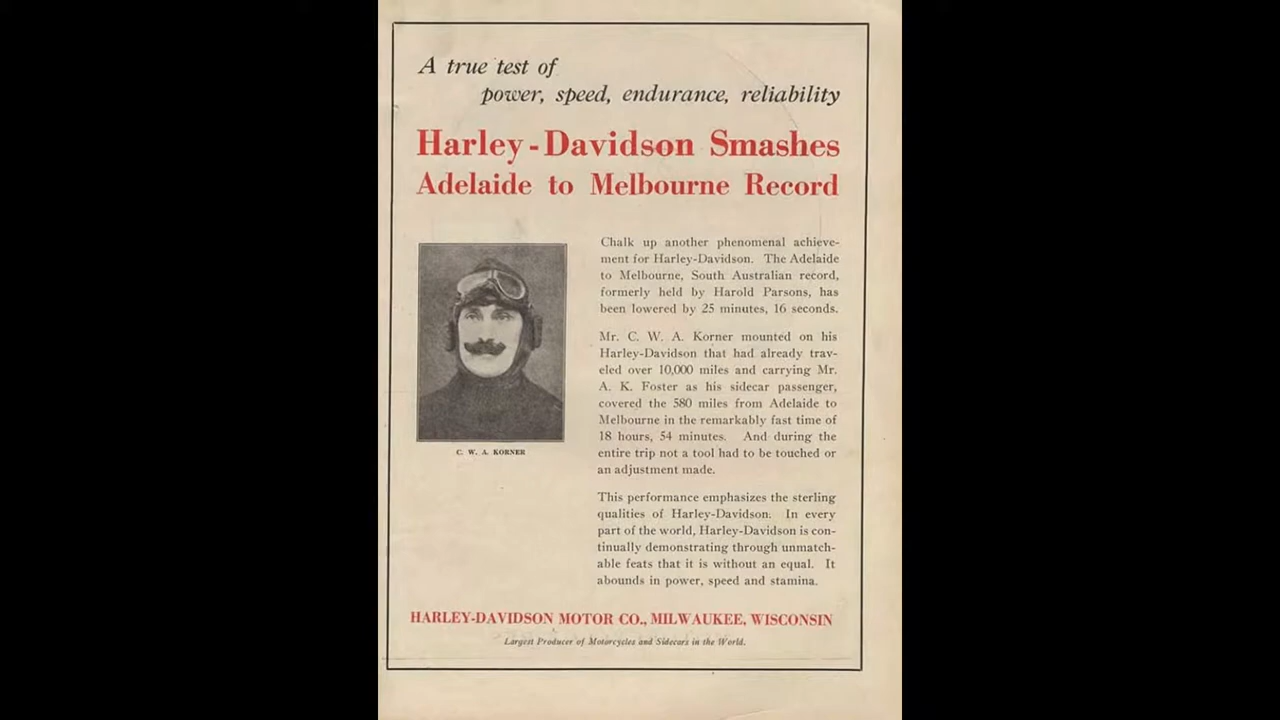 A true test of
power, speed, endurance, reliability
Harley-Davidson Smashes
Adelaide to Melbourne Record
Chalk up another phenomenal achieve-
ment for Harley-Davidson. The Adelaide
to Melbourne, South Australian record,
formerly held by Harold Parsons, has
been lowered by 25 minutes, 16 seconds.
Mr. C. W. A. Korner mounted on his
Harley-Davidson that had already trav-
eled over 10,000 miles and carrying Mr.
A. K. Foster as his sidecar passenger,
covered the 580 miles from Adelaide to
Melbourne in the remarkably fast time of
18 hours, 54 minutes. And during the
entire trip not a tool had to be touched or
an adjustment made.
This performance emphasizes the sterling
qualities of Harley-Davidson. In every
part of the world, Harley-Davidson is con-
tinually demonstrating through unmatch-
able feats that it is without an equal. It
abounds in power, speed and stamina.
C. W. A. KORNER
HARLEY-DAVIDSON MOTOR CO., MILWAUKEE, WISCONSIN
Largest Producer of Motorcycles and Sidecars in the World.